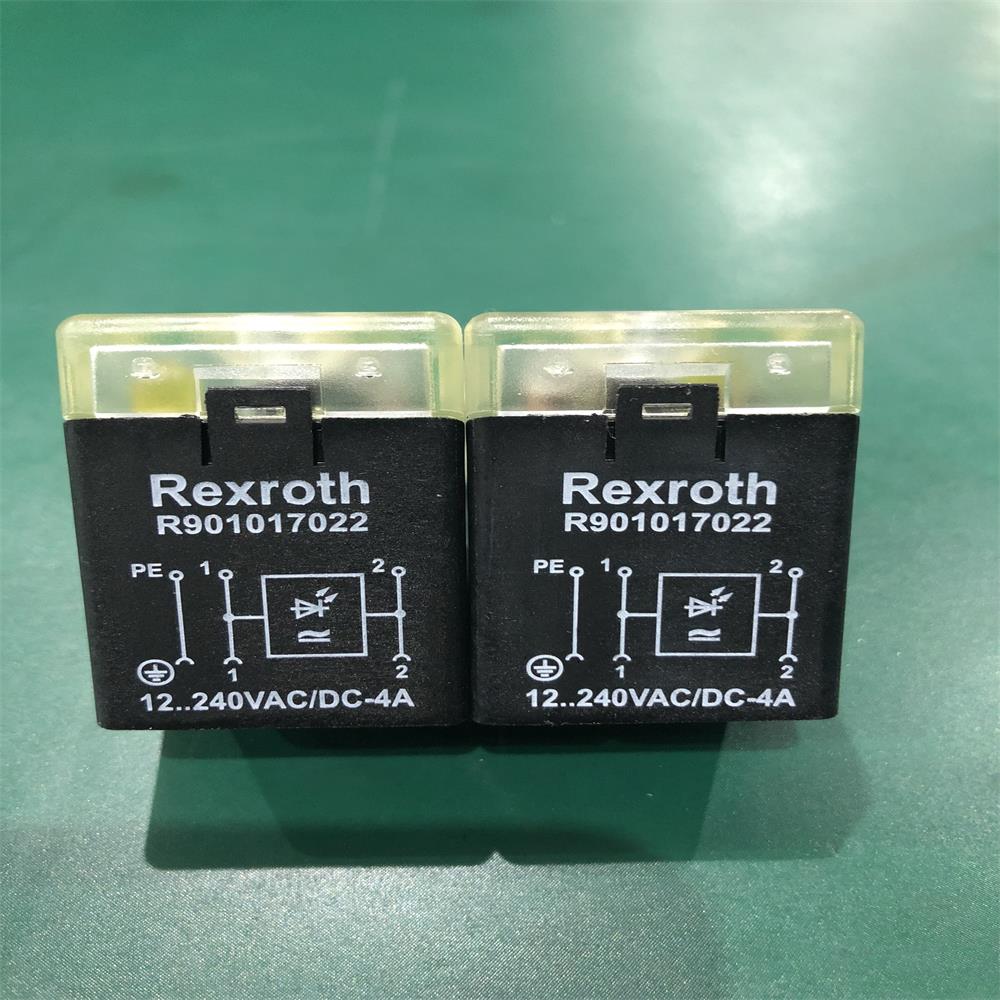 Rexroth
R901017022
PE 1 2
1 2
12..240VAC/DC-4A
Rexroth
R901017022
PE 1 2
1 2
12..240VAC/DC-4A